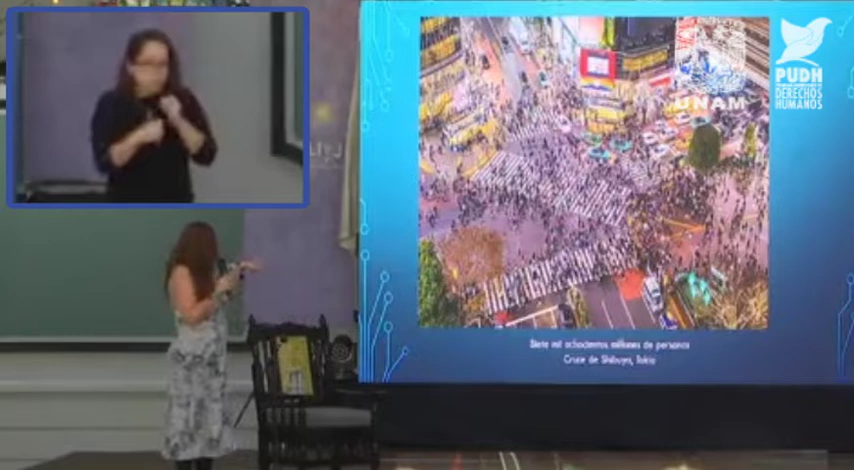 UNAM
PUDH
DERECHOS
HUMANOS
Siete mil ochocientos millones de personas
Cruce de Shibuya, Tokio